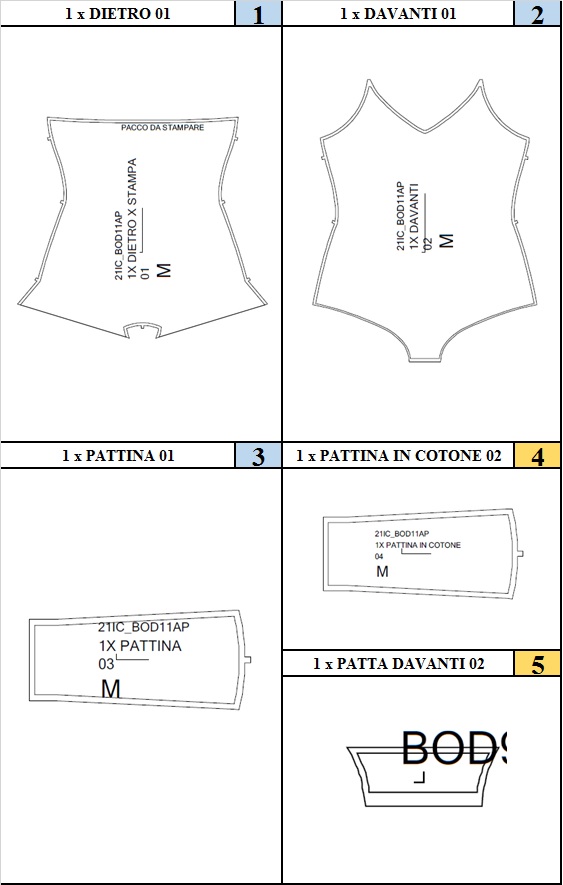 1 x DIETRO 01
1
PACCO DA STAMPARE
21IC_BOD11AP
1X DIETRO X STAMPA
01
M
1 x DAVANTI 01
2
21IC_BOD11AP
1X DAVANTI
02
M
1 x PATTINA 01
3
21IC_BOD11AP
1X PATTINA
03
M
1 x PATTINA IN COTONE 02
4
21IC_BOD11AP
1X PATTINA IN COTONE
04
M
1 x PATTA DAVANTI 02
5